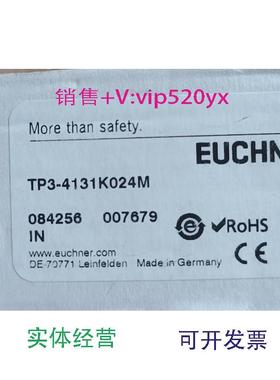 销售+V:vip520yx
More than safety.
EUCHNE
TP3-4131K024M
084256 007679
IN
RoHS
www.euchner.com
DE-70771 Leinfelden Made in Germany CE
实体经营 可开发票